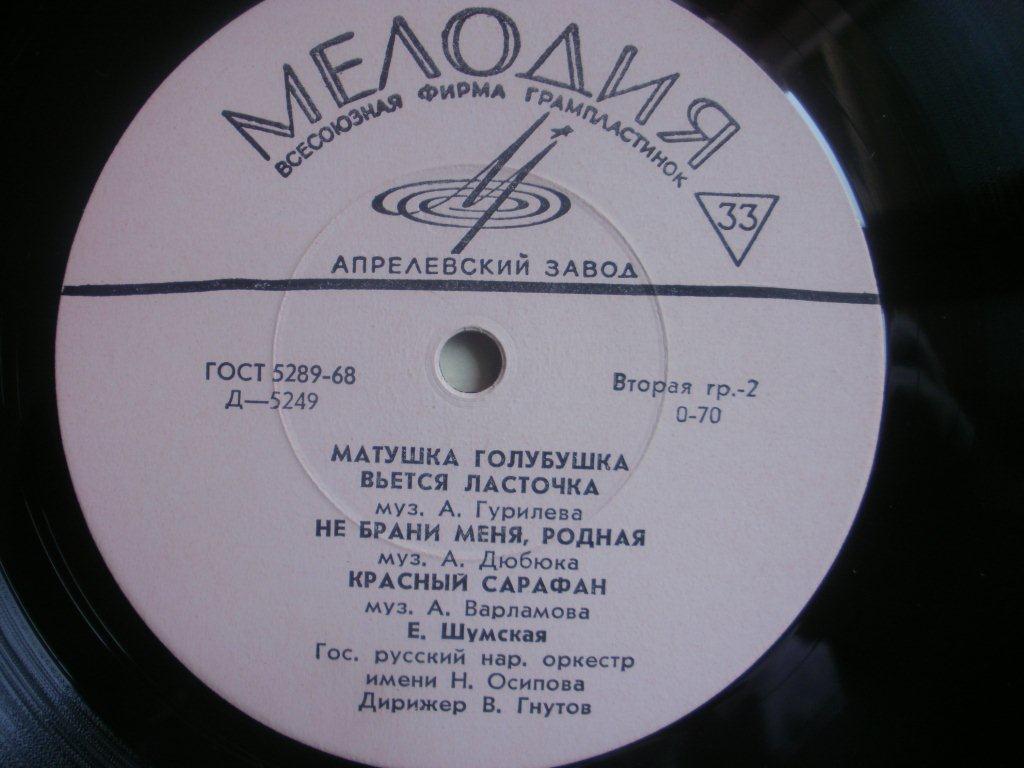 МЕЛОДИЯ
ВСЕСОЮЗНАЯ ФИРМА ГРАМПЛАСТИНОК
33
АПРЕЛЕВСКИЙ ЗАВОД
ГОСТ 5289-68
Д—5249
Вторая гр.-2
0-70
МАТУШКА ГОЛУБУШКА
ВЬЕТСЯ ЛАСТОЧКА
муз. А. Гурилева
НЕ БРАНИ МЕНЯ, РОДНАЯ
муз. А. Дюбюка
КРАСНЫЙ САРАФАН
муз. А. Варламова
Е. Шумская
Гос. русский нар. оркестр
имени Н. Осипова
Дирижер В. Гнутов